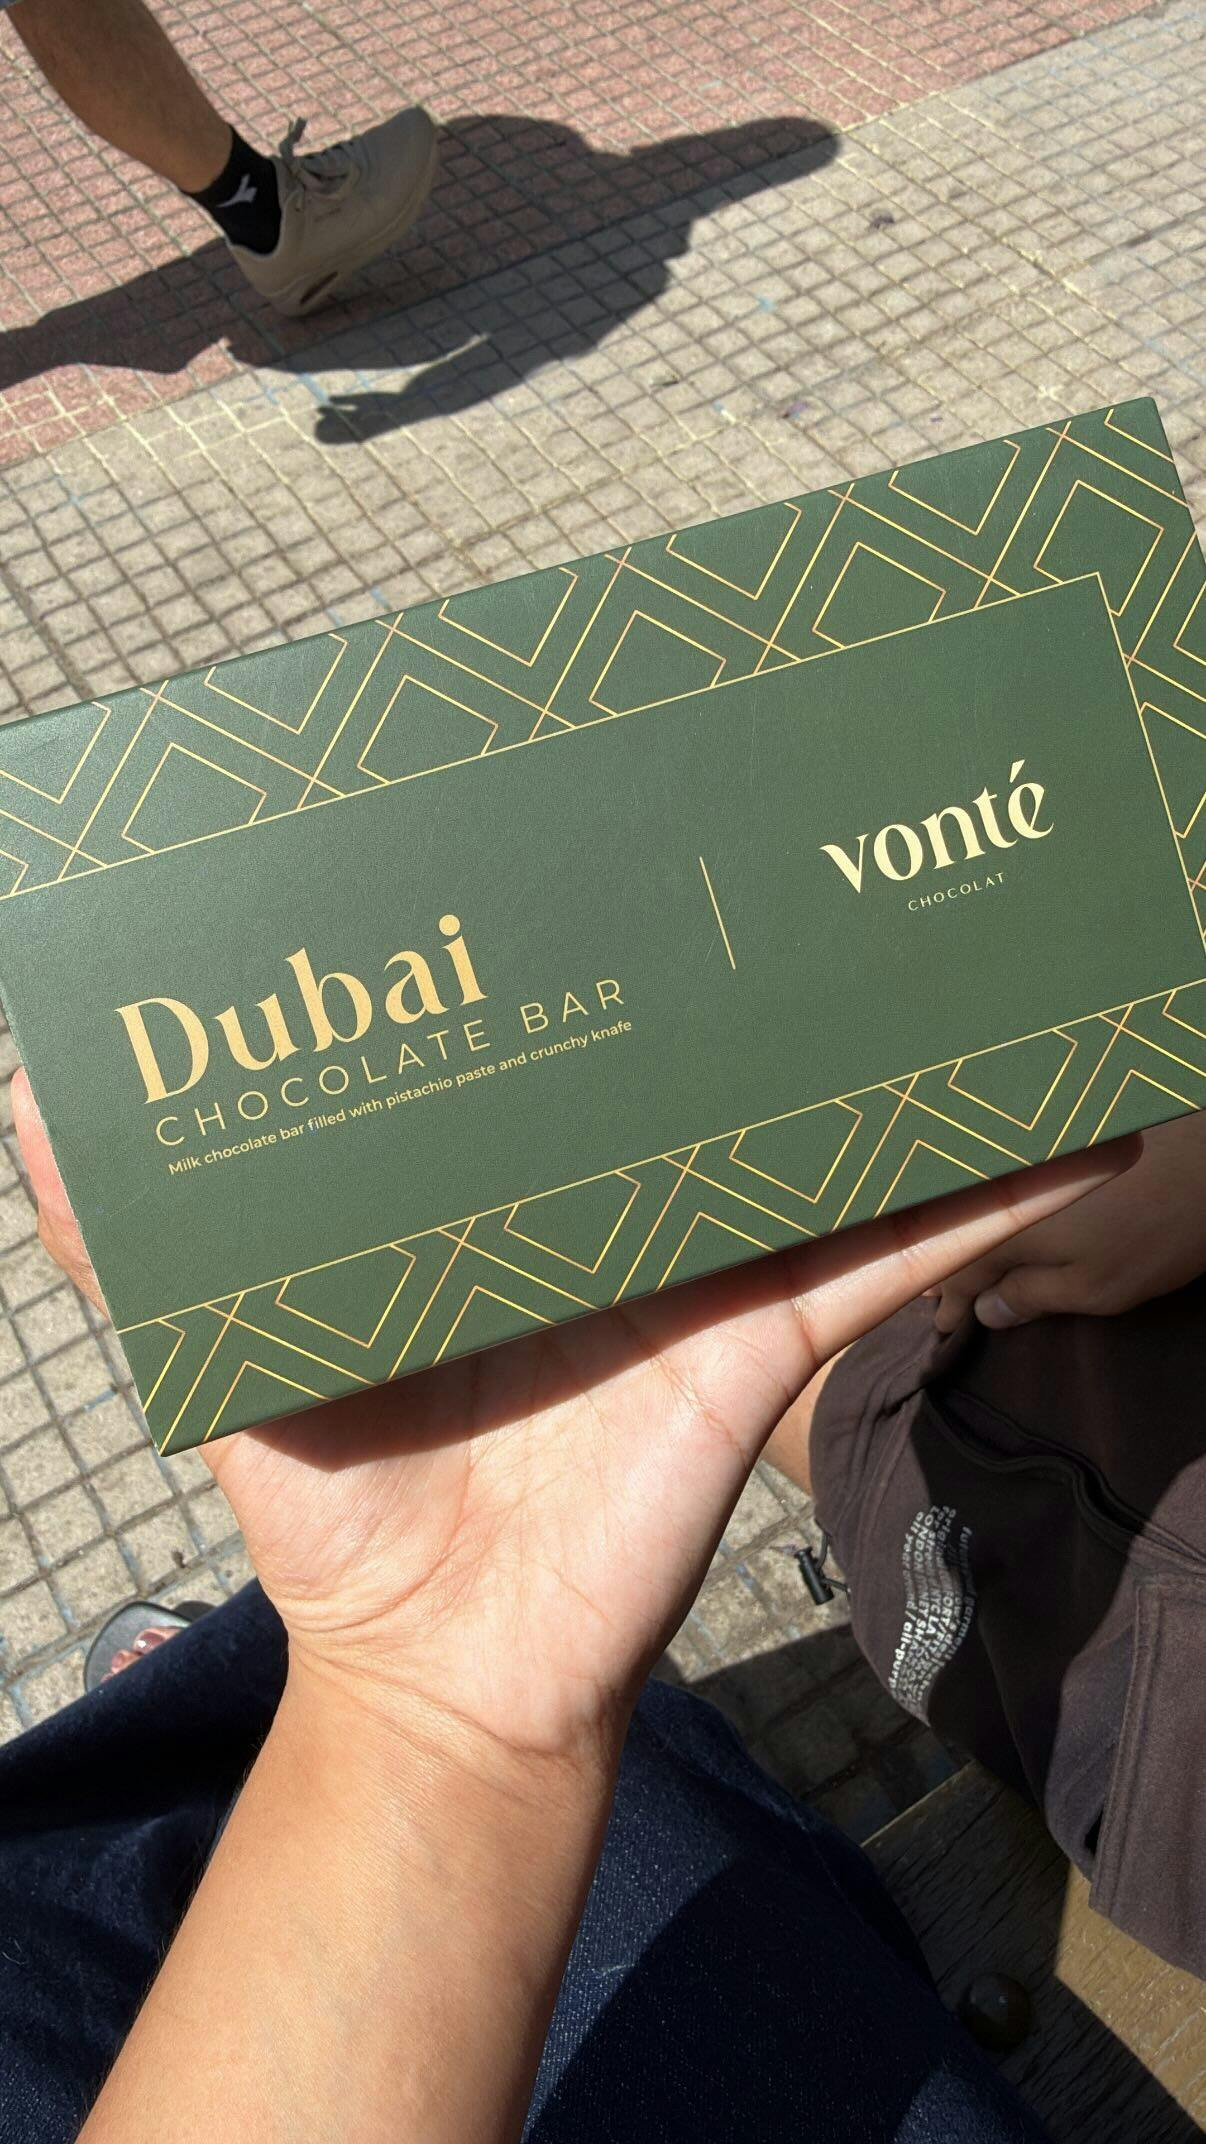 Dubai
CHOCOLATE BAR
Milk chocolate bar filled with pistachio paste and crunchy knafe
vonté
CHOCOLAT